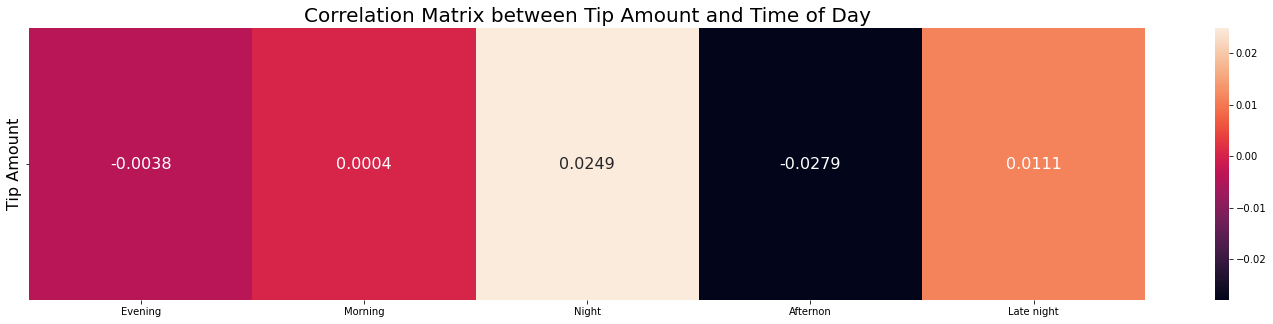 Correlation Matrix between Tip Amount and Time of Day
Tip Amount
-0.0038 0.0004 0.0249 -0.0279 0.0111
Evening Morning Night Afternon Late night
0.02
0.01
0.00
−0.01
−0.02